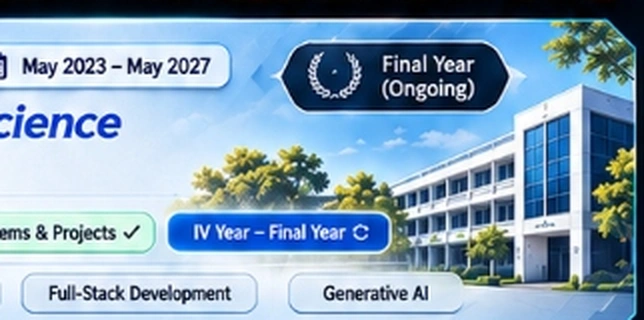 May 2023 – May 2027
Final Year
(Ongoing)
cience
ems & Projects ✓
IV Year – Final Year
Full-Stack Development
Generative AI